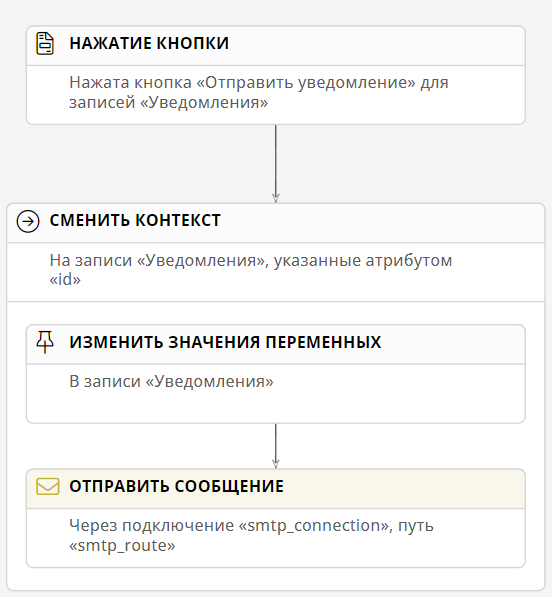 НАЖАТИЕ КНОПКИ
Нажата кнопка «Отправить уведомление» для
записей «Уведомления»
СМЕНИТЬ КОНТЕКСТ
На записи «Уведомления», указанные атрибутом
«id»
ИЗМЕНИТЬ ЗНАЧЕНИЯ ПЕРЕМЕННЫХ
В записи «Уведомления»
ОТПРАВИТЬ СООБЩЕНИЕ
Через подключение «smtp_connection», путь
«smtp_route»